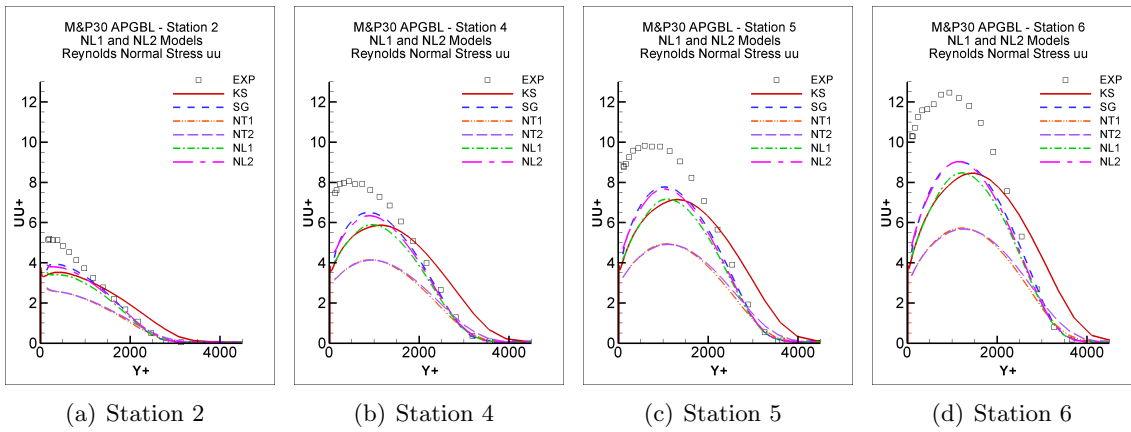 M&P30 APGBL - Station 2
NL1 and NL2 Models
Reynolds Normal Stress uu
EXP
KS
SG
NT1
NT2
NL1
NL2
UU+
12
10
8
6
4
2
0
0
2000
4000
Y+
(a) Station 2
M&P30 APGBL - Station 4
NL1 and NL2 Models
Reynolds Normal Stress uu
EXP
KS
SG
NT1
NT2
NL1
NL2
UU+
12
10
8
6
4
2
0
0
2000
4000
Y+
(b) Station 4
M&P30 APGBL - Station 5
NL1 and NL2 Models
Reynolds Normal Stress uu
EXP
KS
SG
NT1
NT2
NL1
NL2
UU+
12
10
8
6
4
2
0
0
2000
4000
Y+
(c) Station 5
M&P30 APGBL - Station 6
NL1 and NL2 Models
Reynolds Normal Stress uu
EXP
KS
SG
NT1
NT2
NL1
NL2
UU+
12
10
8
6
4
2
0
0
2000
4000
Y+
(d) Station 6